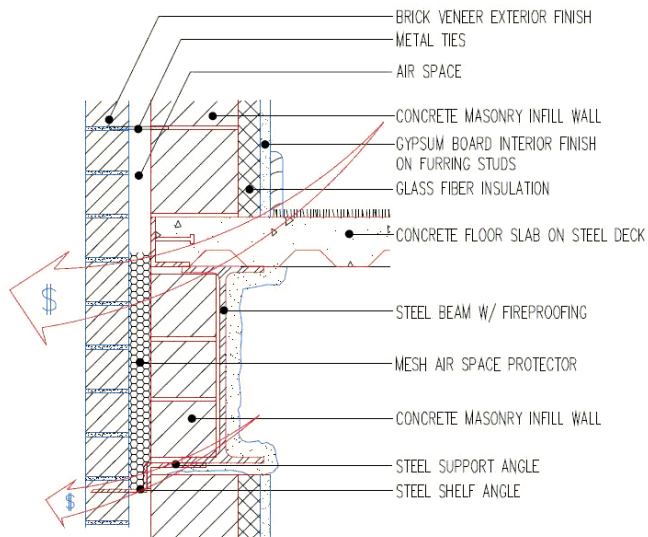 BRICK VENEER EXTERIOR FINISH
METAL TIES
AIR SPACE
CONCRETE MASONRY INFILL WALL
GYPSUM BOARD INTERIOR FINISH
ON FURRING STUDS
GLASS FIBER INSULATION
CONCRETE FLOOR SLAB ON STEEL DECK
$
STEEL BEAM W/ FIREPROOFING
MESH AIR SPACE PROTECTOR
CONCRETE MASONRY INFILL WALL
STEEL SUPPORT ANGLE
STEEL SHELF ANGLE
$